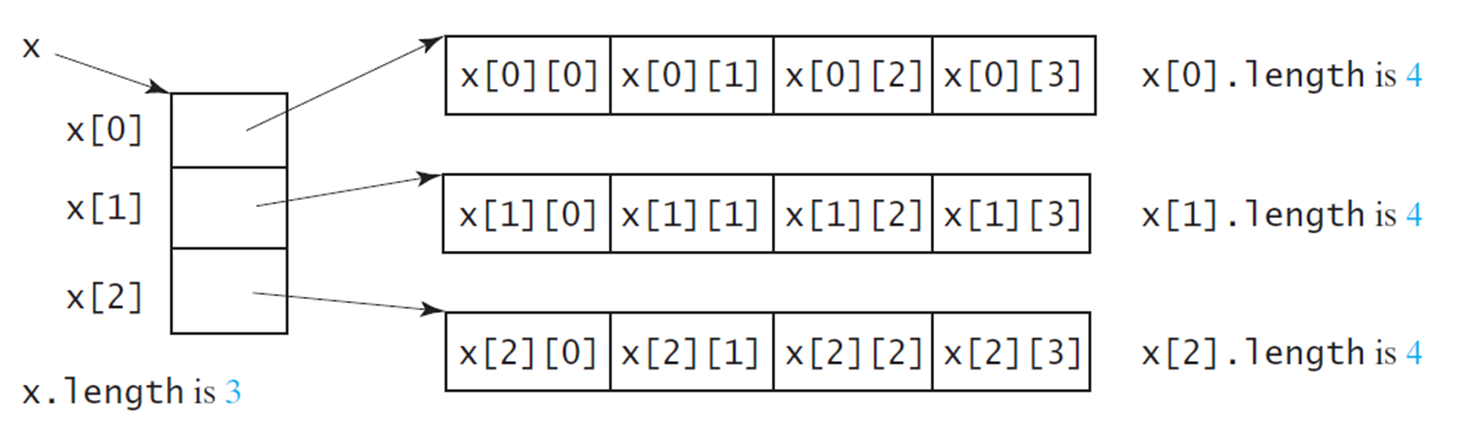 x
x[0][0] x[0][1] x[0][2] x[0][3] x[0].length is 4
x[0]
x[1]
x[1][0] x[1][1] x[1][2] x[1][3] x[1].length is 4
x[2]
x[2][0] x[2][1] x[2][2] x[2][3] x[2].length is 4
x.length is 3